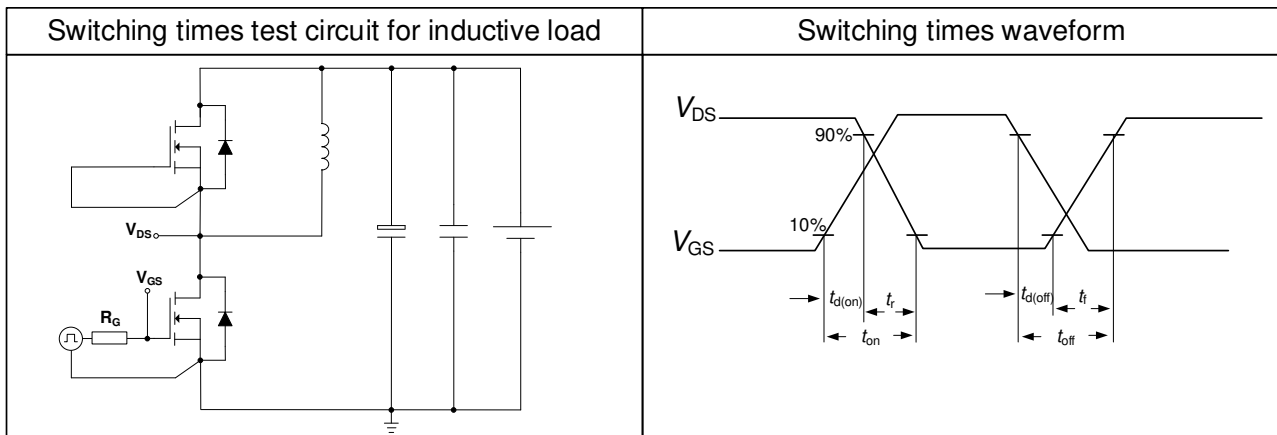 Switching times test circuit for inductive load
Switching times waveform
VDS
VGS
RG
VDS
90%
10%
VGS
td(on)
tr
ton
td(off)
tf
toff